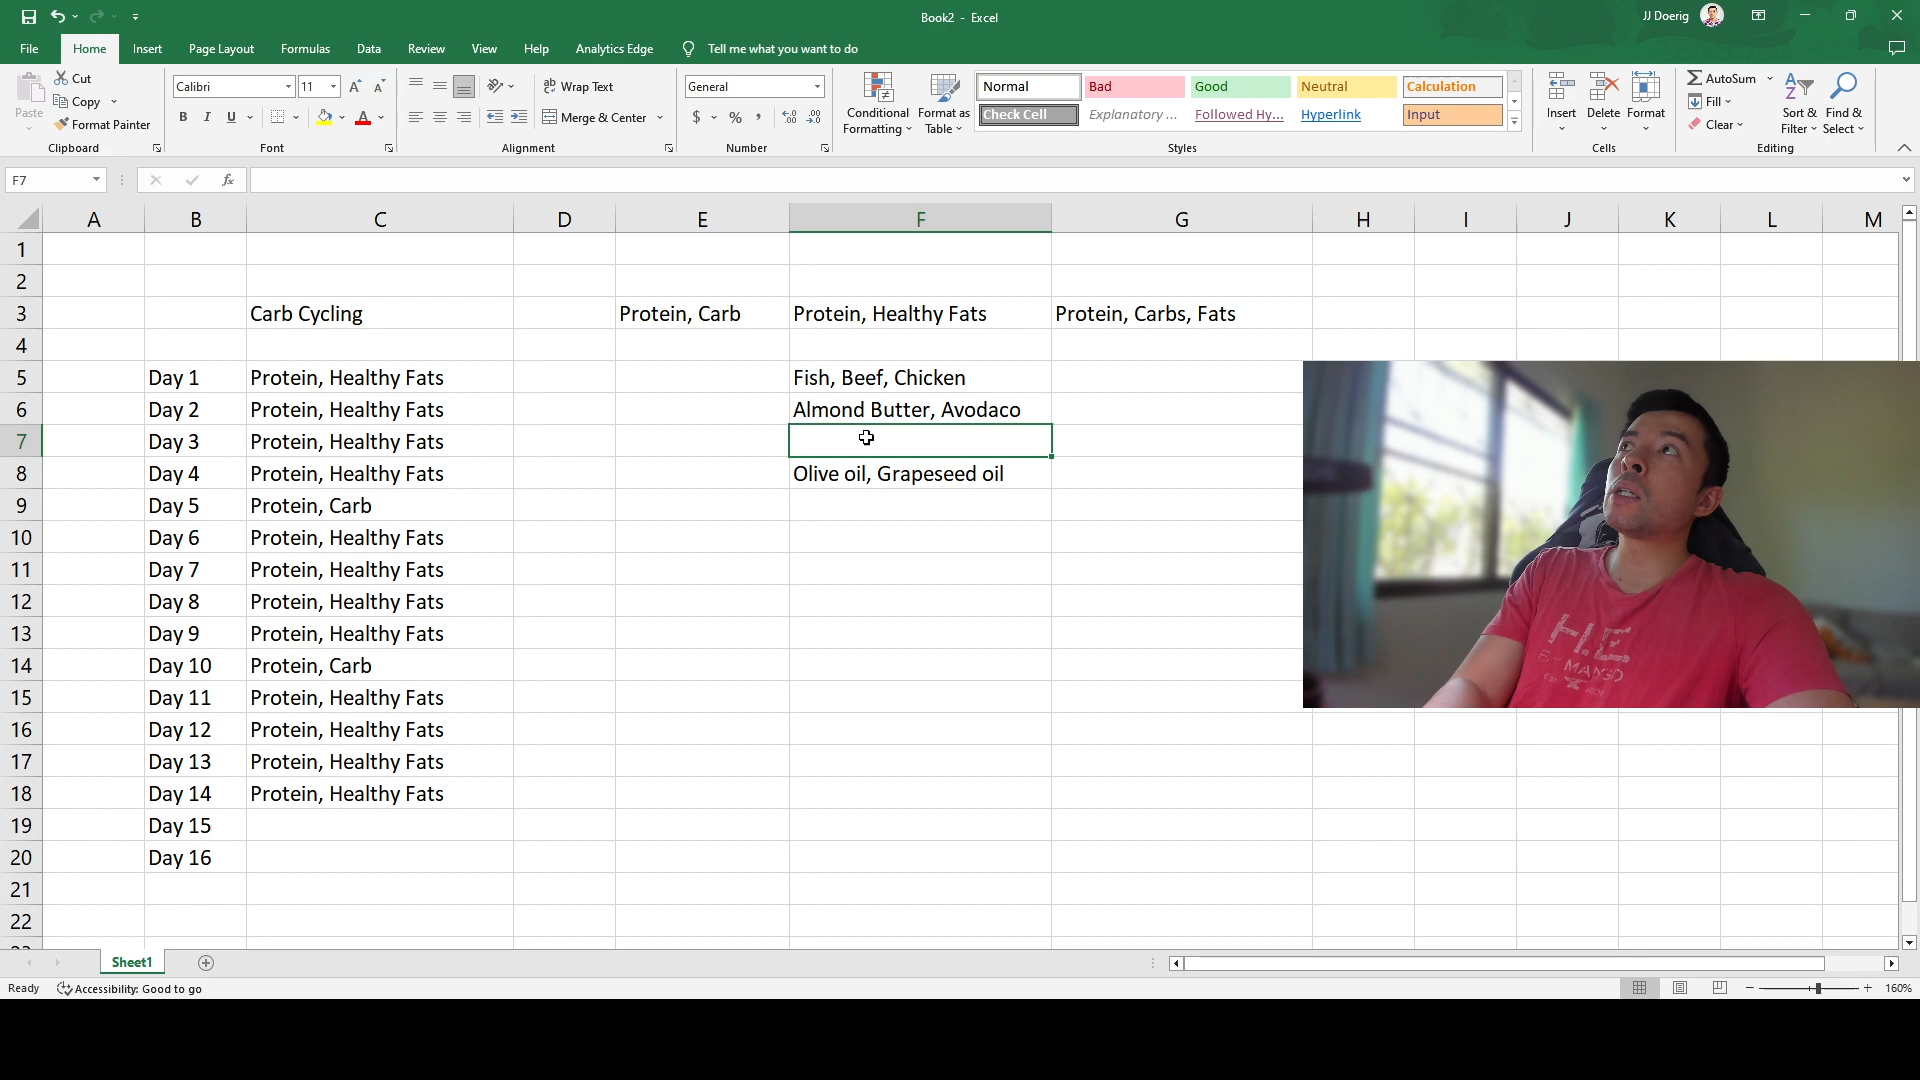 Book2 - Excel
JJ Doerig
File Home Insert Page Layout Formulas Data Review View Help Analytics Edge Tell me what you want to do
Paste
Cut
Copy
Format Painter
Clipboard
Calibri 11
B I U
Font
Wrap Text
Merge & Center
Alignment
General
$ % ,
Number
Conditional Formatting
Format as Table
Normal Bad Good Neutral Calculation
Check Cell Explanatory ... Followed Hy... Hyperlink Input
Styles
Insert Delete Format
Cells
AutoSum
Fill
Clear
Sort & Filter
Find & Select
Editing
F7
fx
A B C D E F G H I J K L M
1
2
3 Carb Cycling Protein, Carb Protein, Healthy Fats Protein, Carbs, Fats
4
5 Day 1 Protein, Healthy Fats Fish, Beef, Chicken
6 Day 2 Protein, Healthy Fats Almond Butter, Avodaco
7 Day 3 Protein, Healthy Fats
8 Day 4 Protein, Healthy Fats Olive oil, Grapeseed oil
9 Day 5 Protein, Carb
10 Day 6 Protein, Healthy Fats
11 Day 7 Protein, Healthy Fats
12 Day 8 Protein, Healthy Fats
13 Day 9 Protein, Healthy Fats
14 Day 10 Protein, Carb
15 Day 11 Protein, Healthy Fats
16 Day 12 Protein, Healthy Fats
17 Day 13 Protein, Healthy Fats
18 Day 14 Protein, Healthy Fats
19 Day 15
20 Day 16
21
22
H.E
MANGO
Sheet1
Ready Accessibility: Good to go
160%